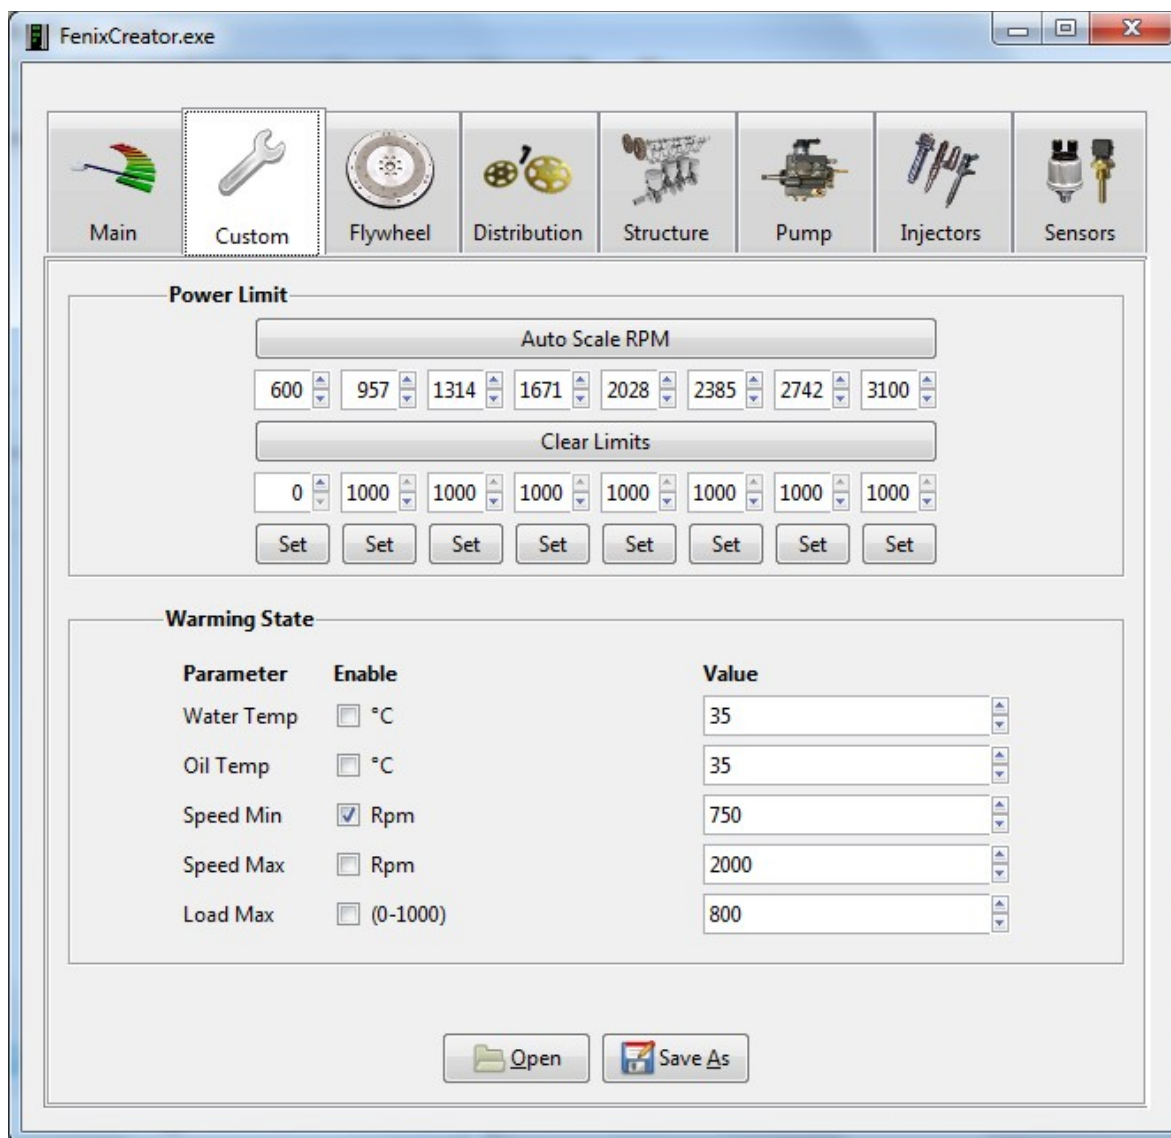 FenixCreator.exe
Main Custom Flywheel Distribution Structure Pump Injectors Sensors
Power Limit
Auto Scale RPM
600 957 1314 1671 2028 2385 2742 3100
Clear Limits
0 1000 1000 1000 1000 1000 1000 1000
Set Set Set Set Set Set Set Set
Warming State
Parameter Enable Value
Water Temp °C 35
Oil Temp °C 35
Speed Min Rpm 750
Speed Max Rpm 2000
Load Max (0-1000) 800
Open Save As